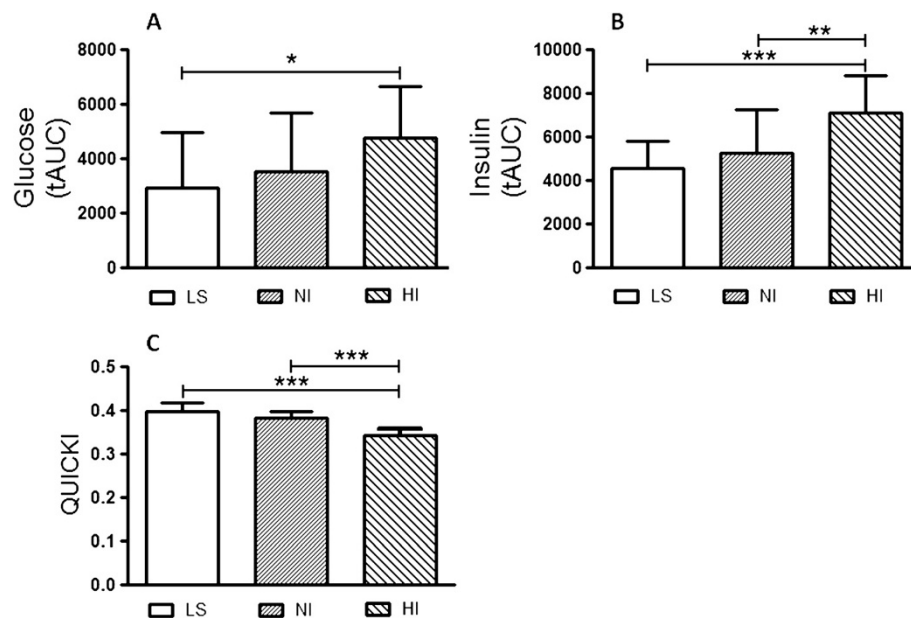 A
8000
6000
4000
2000
0
Glucose
(tAUC)
*
LS NI HI
B
10000
8000
6000
4000
2000
0
Insulin
(tAUC)
**
***
LS NI HI
C
0.5
0.4
0.3
0.2
0.1
0.0
QUICKI
***
***
LS NI HI